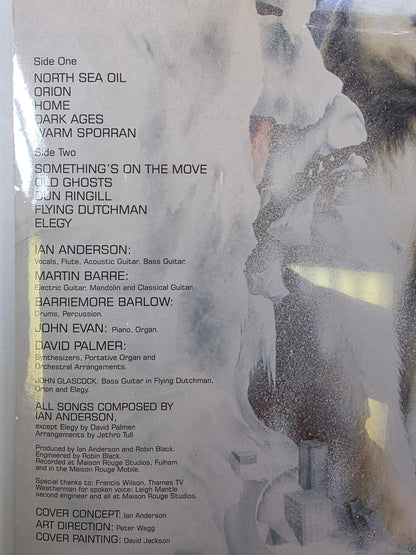 Side One
NORTH SEA OIL
ORION
HOME
DARK AGES
WARM SPORRAN
Side Two
SOMETHING'S ON THE MOVE
OLD GHOSTS
DUN RINGILL
FLYING DUTCHMAN
ELEGY
IAN ANDERSON:
Vocals, Flute, Acoustic Guitar, Bass Guitar.
MARTIN BARRE:
Electric Guitar, Mandolin and Classical Guitar.
BARRIEMORE BARLOW:
Drums, Percussion.
JOHN EVAN: Piano, Organ.
DAVID PALMER:
Synthesizers, Portative Organ and
Orchestral Arrangements.
JOHN GLASCOCK: Bass Guitar in Flying Dutchman,
Orion and Elegy.
ALL SONGS COMPOSED BY
IAN ANDERSON,
except Elegy by David Palmer.
Arrangements by Jethro Tull
Produced by Ian Anderson and Robin Black.
Engineered by Robin Black.
Recorded at Maison Rouge Studios, Fulham
and in the Maison Rouge Mobile.
Special thanks to: Francis Wilson, Thames TV
Weatherman for spoken voice; Leigh Mantle
second engineer and all at Maison Rouge Studios.
COVER CONCEPT: Ian Anderson
ART DIRECTION: Peter Wagg
COVER PAINTING: David Jackson